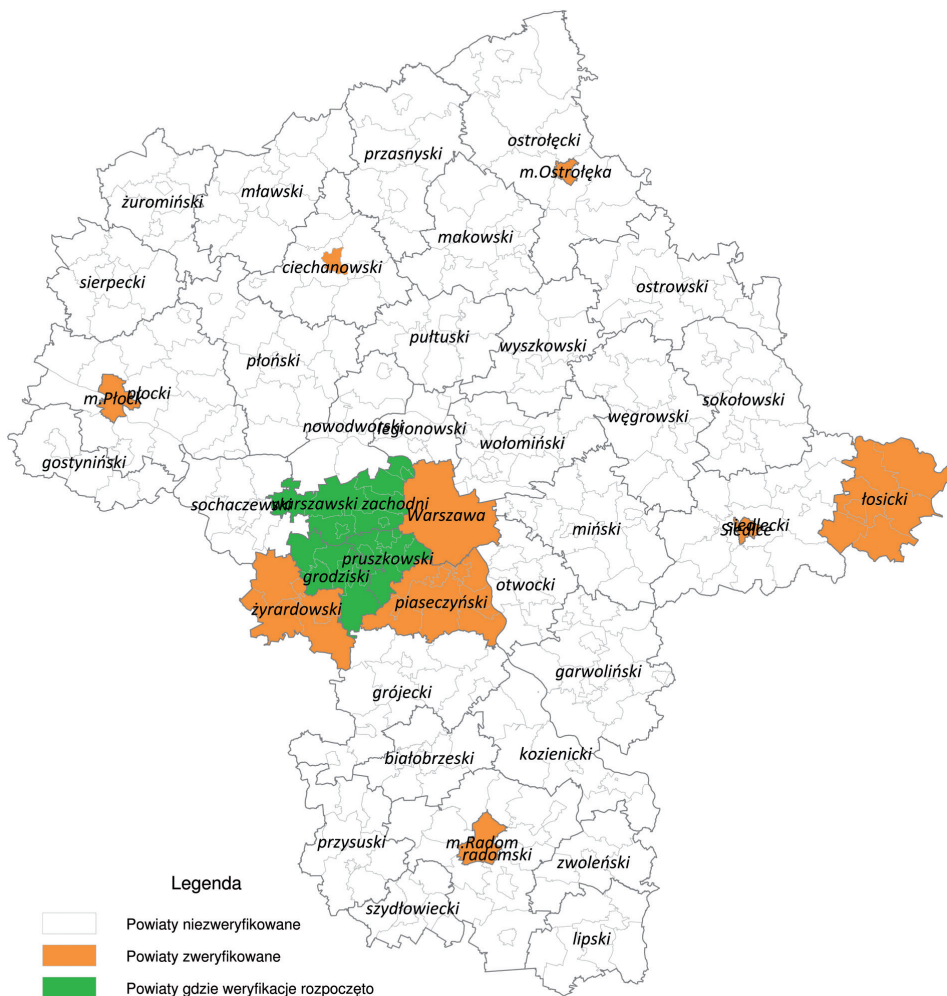 ostrołęcki
przasnyski
m.Ostrołęka
mławski
żuromiński
makowski
ciechanowski
sierpecki
ostrowski
pułtuski
wyszkowski
płoński
płocki
m.Płock
sokołowski
węgrowski
nowodworski
legionowski
wołomiński
gostyniński
sochaczewski
warszawski zachodni
Warszawa
miński
siedlecki
Siedlce
łosicki
pruszkowski
grodziski
otwocki
żyrardowski
piaseczyński
garwoliński
grójecki
białobrzeski
kozienicki
przysuski
m.Radom
radomski
zwoleński
szydłowiecki
lipski
Legenda
Powiaty niezweryfikowane
Powiaty zweryfikowane
Powiaty gdzie weryfikacje rozpoczęto